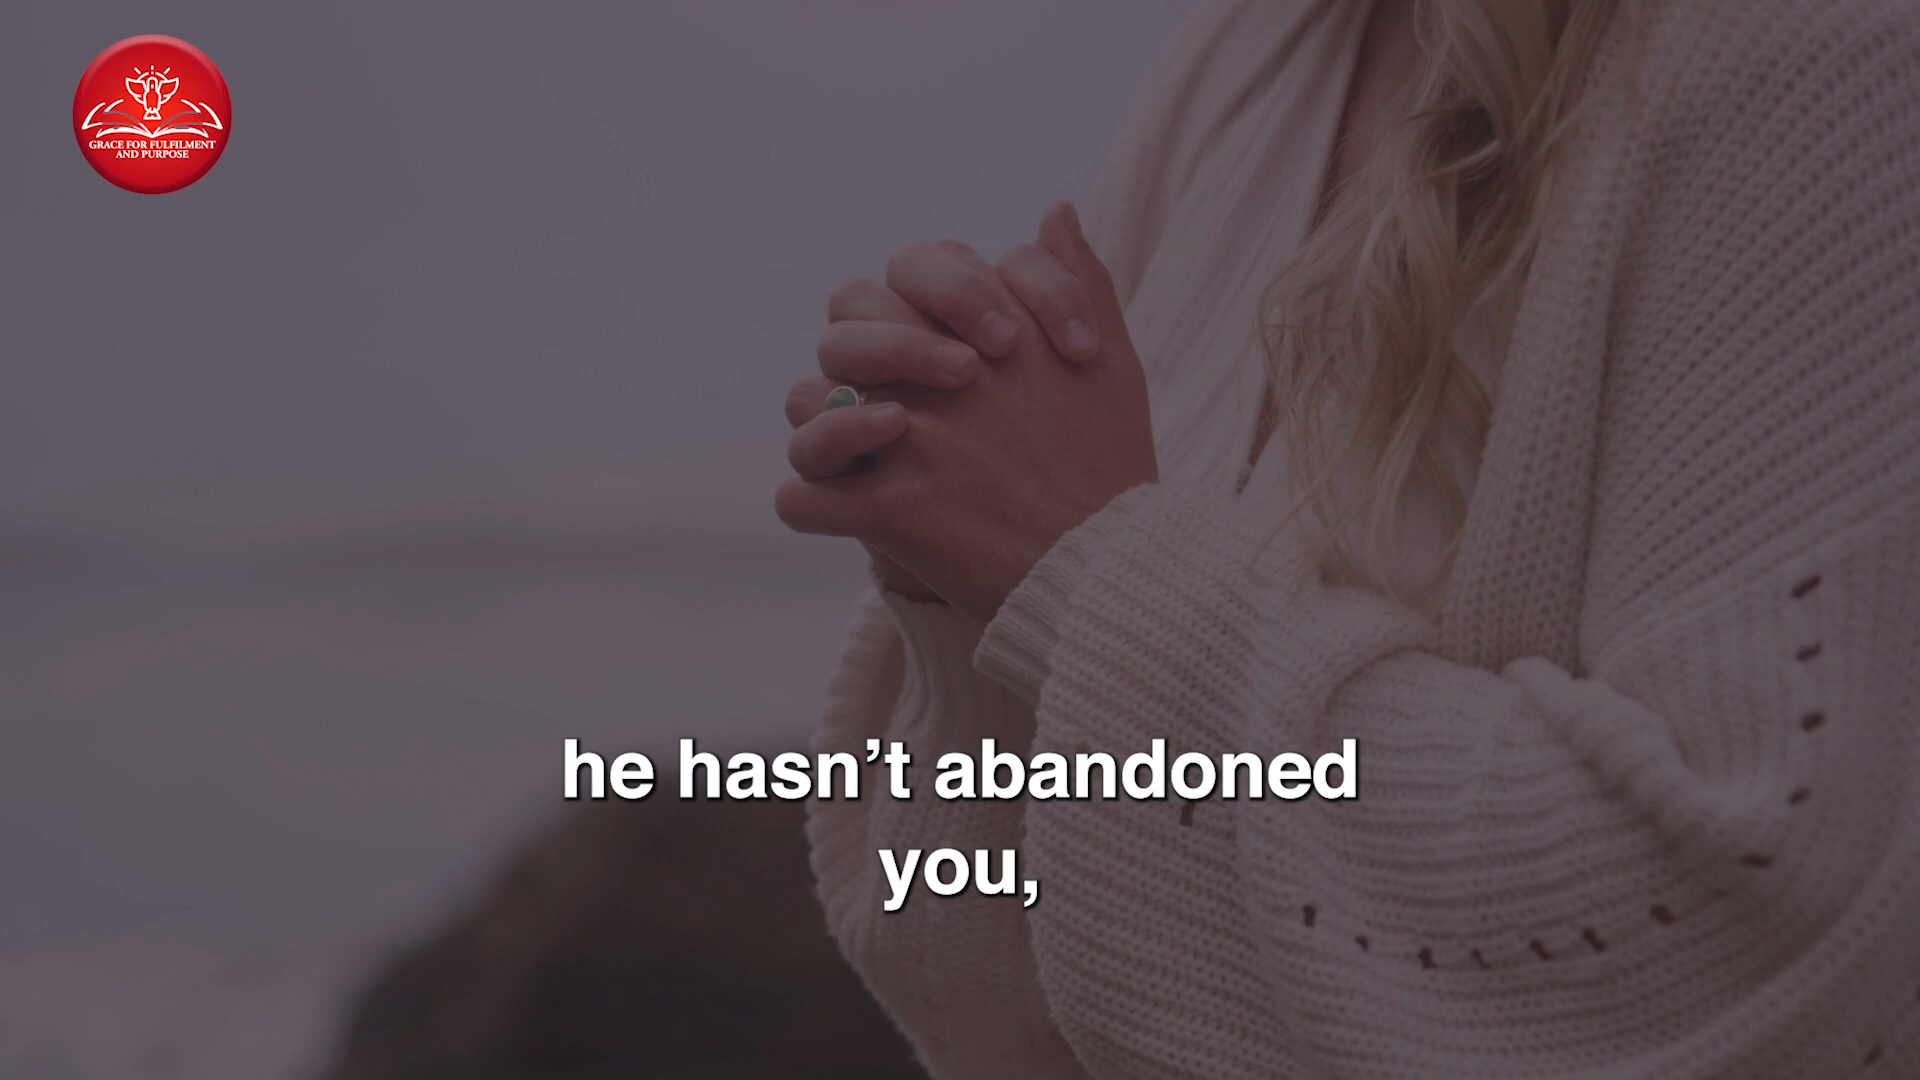 GRACE FOR FULFILMENT
AND PURPOSE
he hasn’t abandoned
you,